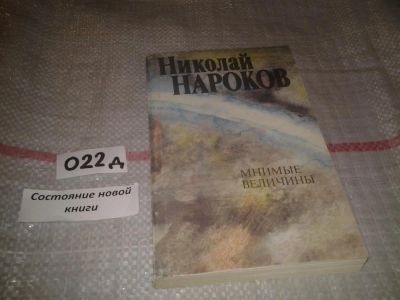 Николай
НАРОКОВ
МНИМЫЕ
ВЕЛИЧИНЫ
022д
Состояние новой
книги